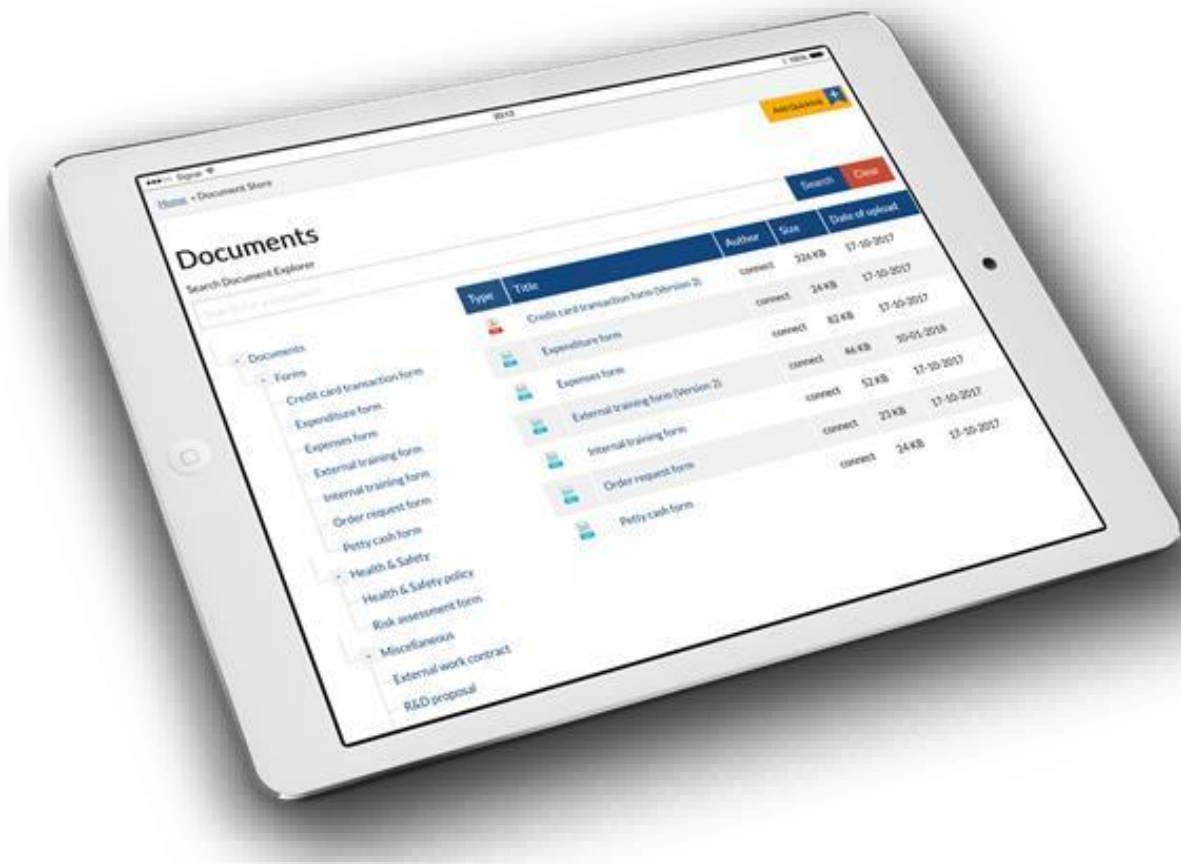 Signal 20:13 100%
Home » Document Store
Add Quicklink
Documents
Search Document Explorer
Search Clear
Documents
Forms
Credit card transaction form
Expenditure form
Expenses form
External training form
Internal training form
Order request form
Petty cash form
Health & Safety
Health & Safety policy
Risk assessment form
Miscellaneous
External work contract
R&D proposal
Type Title Author Size Date of upload
Credit card transaction form (Version 2) connect 326 KB 17-10-2017
Expenditure form connect 24 KB 17-10-2017
Expenses form connect 82 KB 17-10-2017
External training form (Version 2) connect 46 KB 10-01-2018
Internal training form connect 52 KB 17-10-2017
Order request form connect 23 KB 17-10-2017
Petty cash form connect 24 KB 17-10-2017